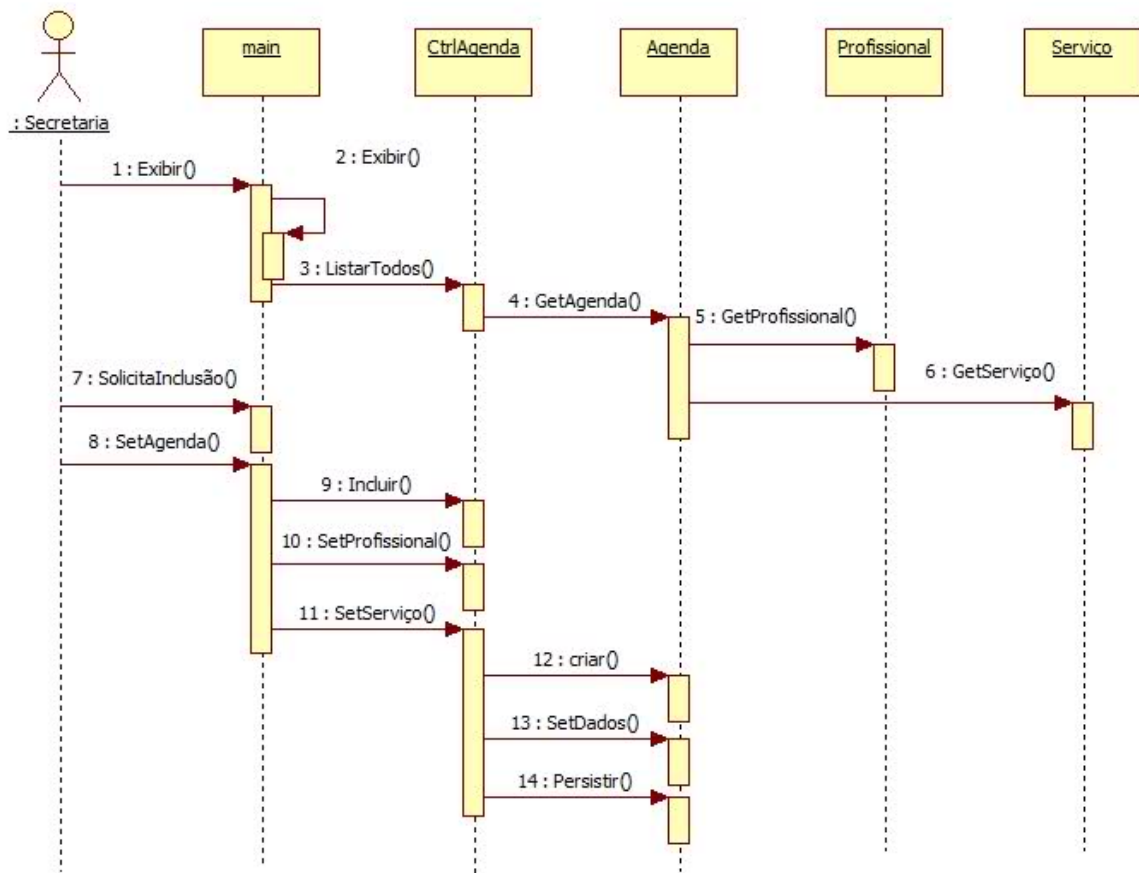 main
CtrlAgenda
Agenda
Profissional
Serviço
: Secretaria
1 : Exibir()
2 : Exibir()
3 : ListarTodos()
4 : GetAgenda()
5 : GetProfissional()
6 : GetServiço()
7 : SolicitaInclusão()
8 : SetAgenda()
9 : Incluir()
10 : SetProfissional()
11 : SetServiço()
12 : criar()
13 : SetDados()
14 : Persistir()